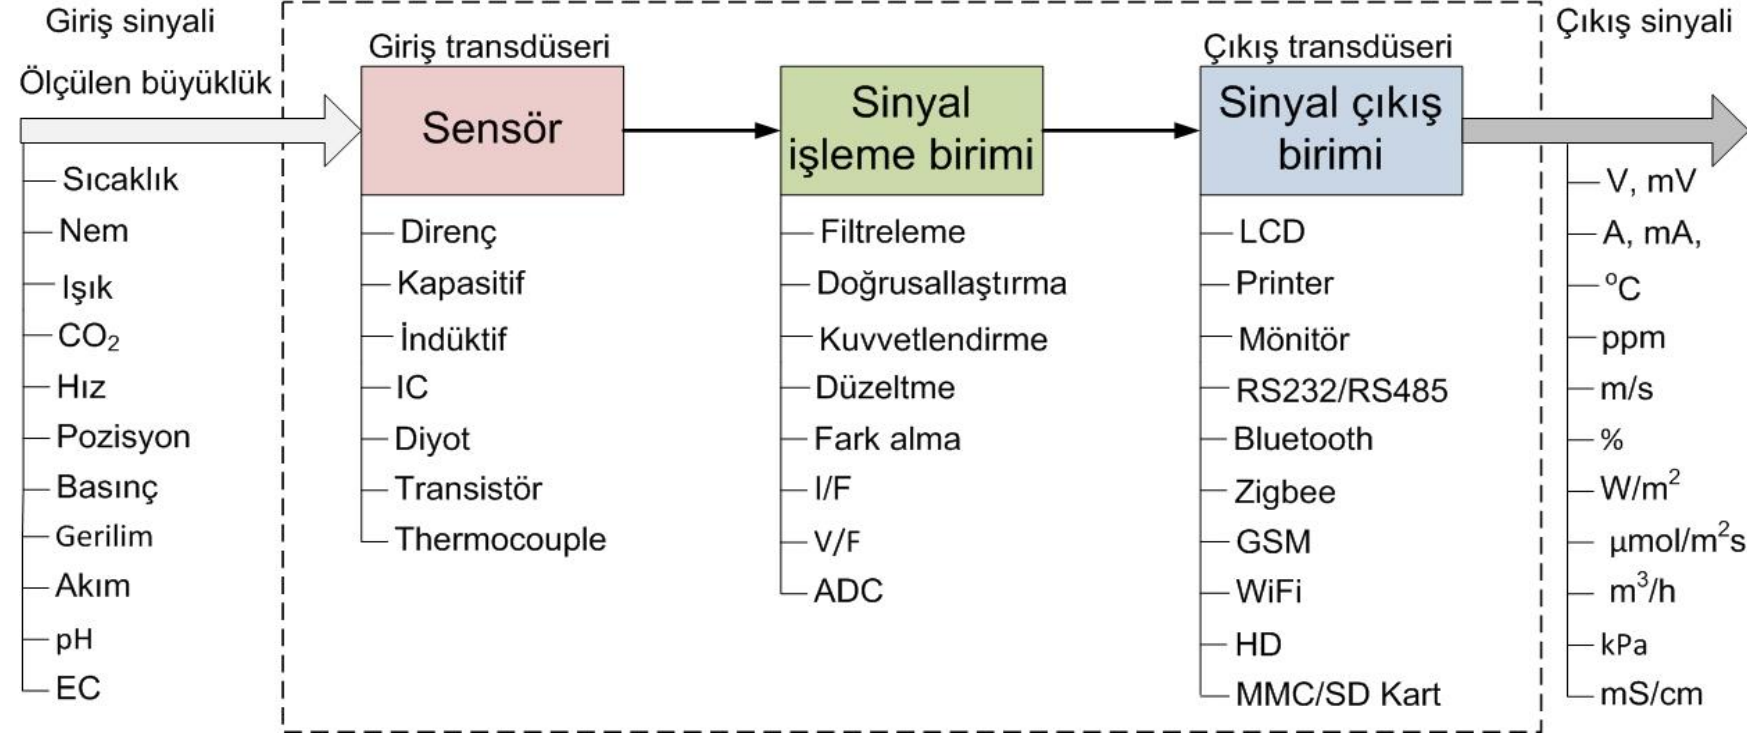 Giriş sinyali
Ölçülen büyüklük
Sıcaklık
Nem
Işık
CO₂
Hız
Pozisyon
Basınç
Gerilim
Akım
pH
EC
Giriş transdüseri
Sensör
Direnç
Kapasitif
İndüktif
IC
Diyot
Transistör
Thermocouple
Sinyal
işleme birimi
Filtreleme
Doğrusallaştırma
Kuvvetlendirme
Düzeltme
Fark alma
I/F
V/F
ADC
Çıkış transdüseri
Sinyal çıkış
birimi
LCD
Printer
Mönitör
RS232/RS485
Bluetooth
Zigbee
GSM
WiFi
HD
MMC/SD Kart
Çıkış sinyali
V, mV
A, mA,
ºC
ppm
m/s
%
W/m²
µmol/m²s
m³/h
kPa
mS/cm